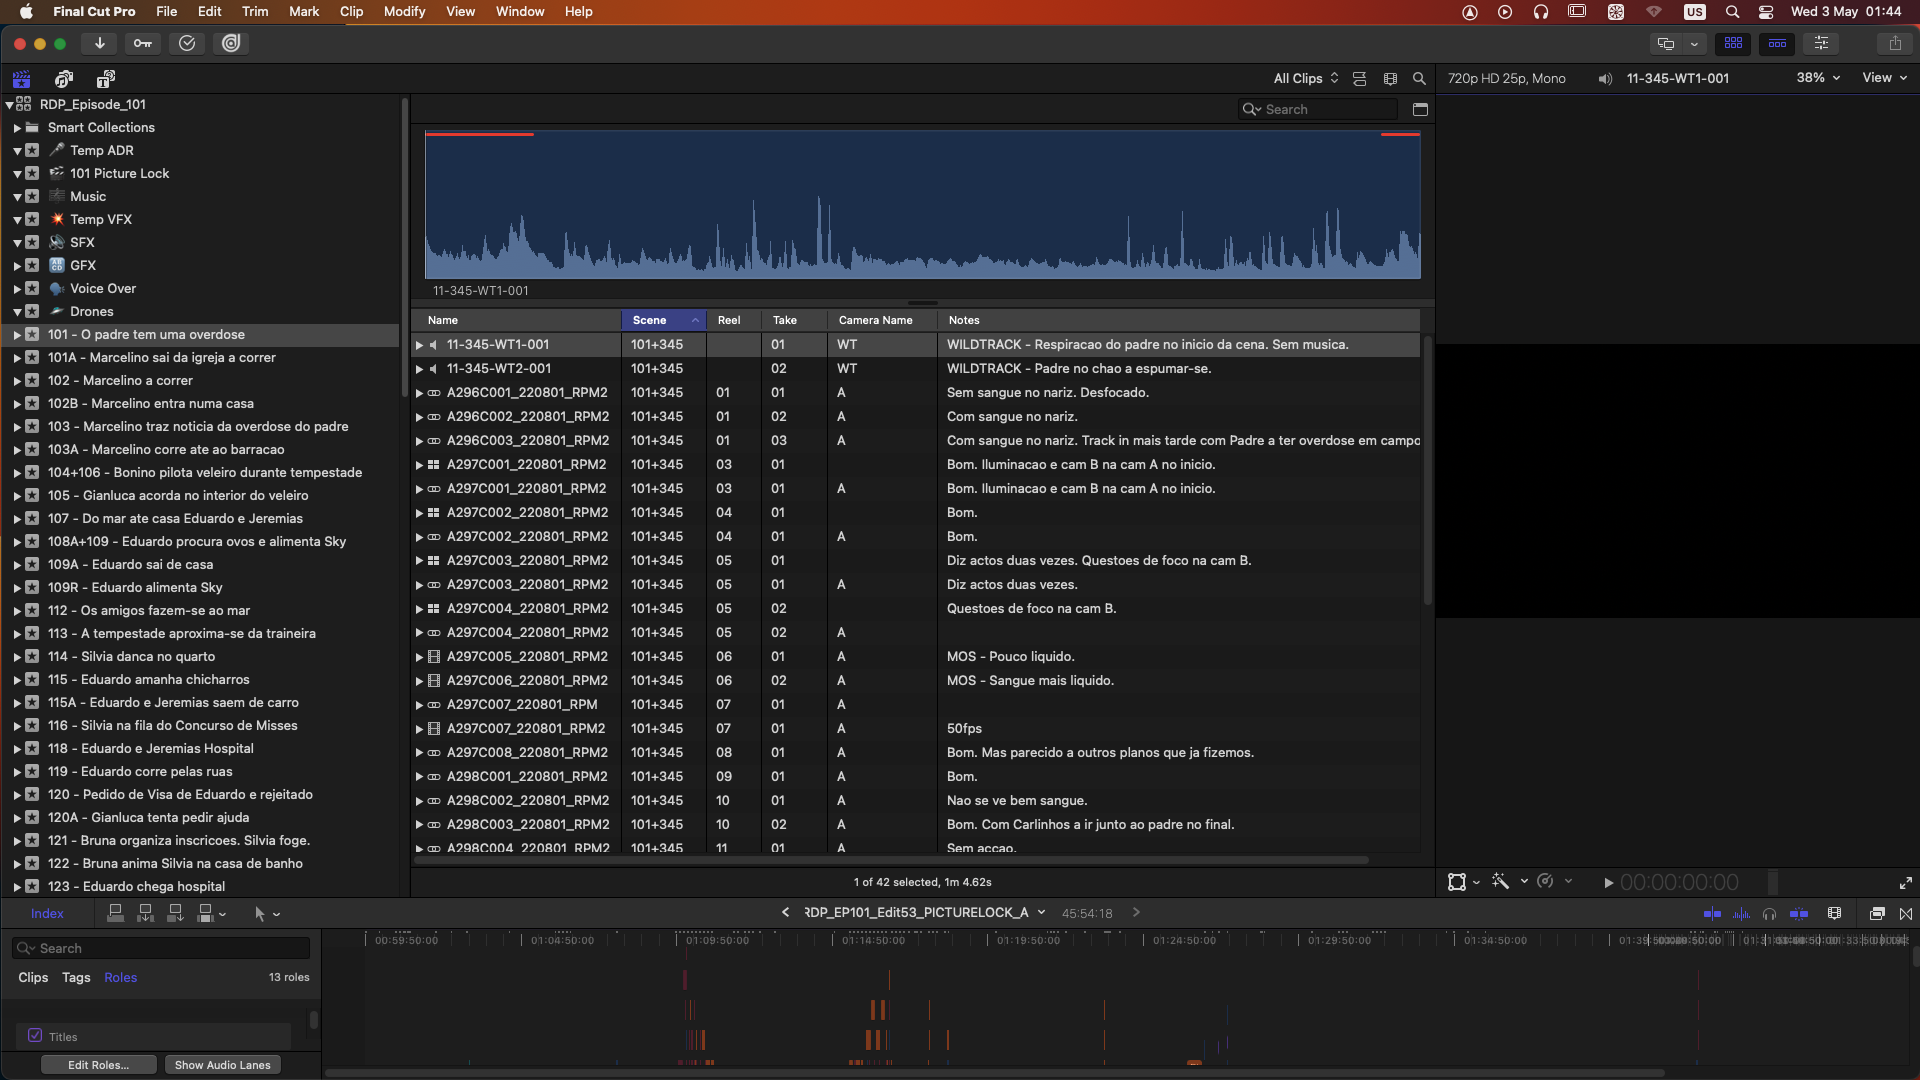 Final Cut Pro File Edit Trim Mark Clip Modify View Window Help US Wed 3 May 01:44
All Clips 720p HD 25p, Mono 11-345-WT1-001 38% View
RDP_Episode_101
Smart Collections
Temp ADR
101 Picture Lock
Music
Temp VFX
SFX
GFX
Voice Over
Drones
101 - O padre tem uma overdose
101A - Marcelino sai da igreja a correr
102 - Marcelino a correr
102B - Marcelino entra numa casa
103 - Marcelino traz noticia da overdose do padre
103A - Marcelino corre ate ao barracao
104+106 - Bonino pilota veleiro durante tempestade
105 - Gianluca acorda no interior do veleiro
107 - Do mar ate casa Eduardo e Jeremias
108A+109 - Eduardo procura ovos e alimenta Sky
109A - Eduardo sai de casa
109R - Eduardo alimenta Sky
112 - Os amigos fazem-se ao mar
113 - A tempestade aproxima-se da traineira
114 - Silvia danca no quarto
115 - Eduardo amanha chicharros
115A - Eduardo e Jeremias saem de carro
116 - Silvia na fila do Concurso de Misses
118 - Eduardo e Jeremias Hospital
119 - Eduardo corre pelas ruas
120 - Pedido de Visa de Eduardo e rejeitado
120A - Gianluca tenta pedir ajuda
121 - Bruna organiza inscricoes. Silvia foge.
122 - Bruna anima Silvia na casa de banho
123 - Eduardo chega hospital
Search
11-345-WT1-001
Name Scene Reel Take Camera Name Notes
11-345-WT1-001 101+345 01 WT WILDTRACK - Respiracao do padre no inicio da cena. Sem musica.
11-345-WT2-001 101+345 02 WT WILDTRACK - Padre no chao a espumar-se.
A296C001_220801_RPM2 101+345 01 01 A Sem sangue no nariz. Desfocado.
A296C002_220801_RPM2 101+345 01 02 A Com sangue no nariz.
A296C003_220801_RPM2 101+345 01 03 A Com sangue no nariz. Track in mais tarde com Padre a ter overdose em campo
A297C001_220801_RPM2 101+345 03 01 Bom. Iluminacao e cam B na cam A no inicio.
A297C001_220801_RPM2 101+345 03 01 A Bom. Iluminacao e cam B na cam A no inicio.
A297C002_220801_RPM2 101+345 04 01 Bom.
A297C002_220801_RPM2 101+345 04 01 A Bom.
A297C003_220801_RPM2 101+345 05 01 Diz actos duas vezes. Questoes de foco na cam B.
A297C003_220801_RPM2 101+345 05 01 A Diz actos duas vezes.
A297C004_220801_RPM2 101+345 05 02 Questoes de foco na cam B.
A297C004_220801_RPM2 101+345 05 02 A
A297C005_220801_RPM2 101+345 06 01 A MOS - Pouco liquido.
A297C006_220801_RPM2 101+345 06 02 A MOS - Sangue mais liquido.
A297C007_220801_RPM 101+345 07 01 A
A297C007_220801_RPM2 101+345 07 01 A 50fps
A297C008_220801_RPM2 101+345 08 01 A Bom. Mas parecido a outros planos que ja fizemos.
A298C001_220801_RPM2 101+345 09 01 A Bom.
A298C002_220801_RPM2 101+345 10 01 A Nao se ve bem sangue.
A298C003_220801_RPM2 101+345 10 02 A Bom. Com Carlinhos a ir junto ao padre no final.
A298C004_220801_RPM2 101+345 11 01 A Sem accao.
1 of 42 selected, 1m 4.62s
00:00:00:00
Index RDP_EP101_Edit53_PICTURELOCK_A 45:54:18
Search
00:59:50:00 01:04:50:00 01:09:50:00 01:14:50:00 01:19:50:00 01:24:50:00 01:29:50:00 01:34:50:00
Clips Tags Roles 13 roles
Titles
Edit Roles... Show Audio Lanes